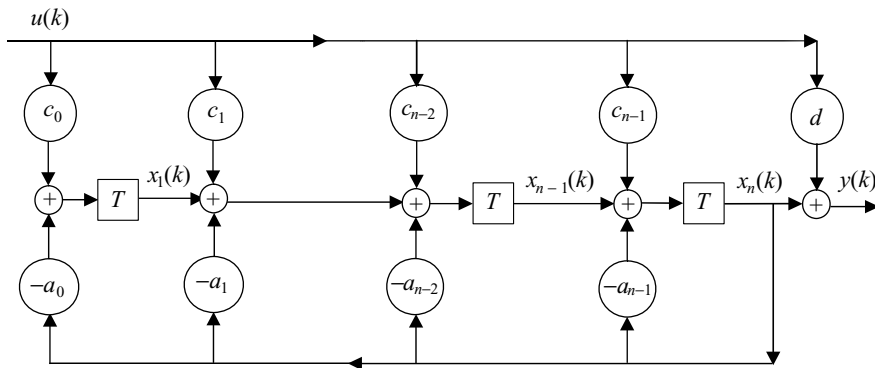 u(k)
c₀ c₁ cₙ₋₂ cₙ₋₁ d
+ T x₁(k) + + T xₙ ₋ ₁(k) + T xₙ(k) + y(k)
−a₀ −a₁ −aₙ₋₂ −aₙ₋₁